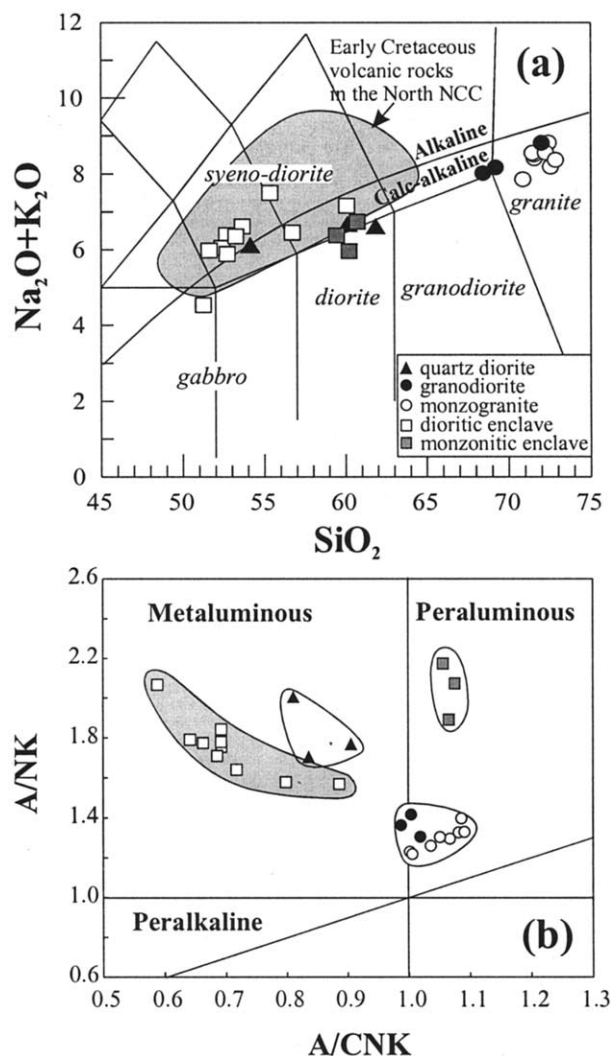 (a)
Early Cretaceous
volcanic rocks
in the North NCC
Alkaline
Calc-alkaline
syeno-diorite
granite
diorite
granodiorite
gabbro
▲ quartz diorite
● granodiorite
○ monzogranite
□ dioritic enclave
■ monzonitic enclave
12
10
8
6
4
2
0
Na₂O+K₂O
45 50 55 60 65 70 75
SiO₂
2.6
2.2
1.8
1.4
1.0
0.6
A/NK
Metaluminous
Peraluminous
Peralkaline
(b)
0.5 0.6 0.7 0.8 0.9 1.0 1.1 1.2 1.3
A/CNK